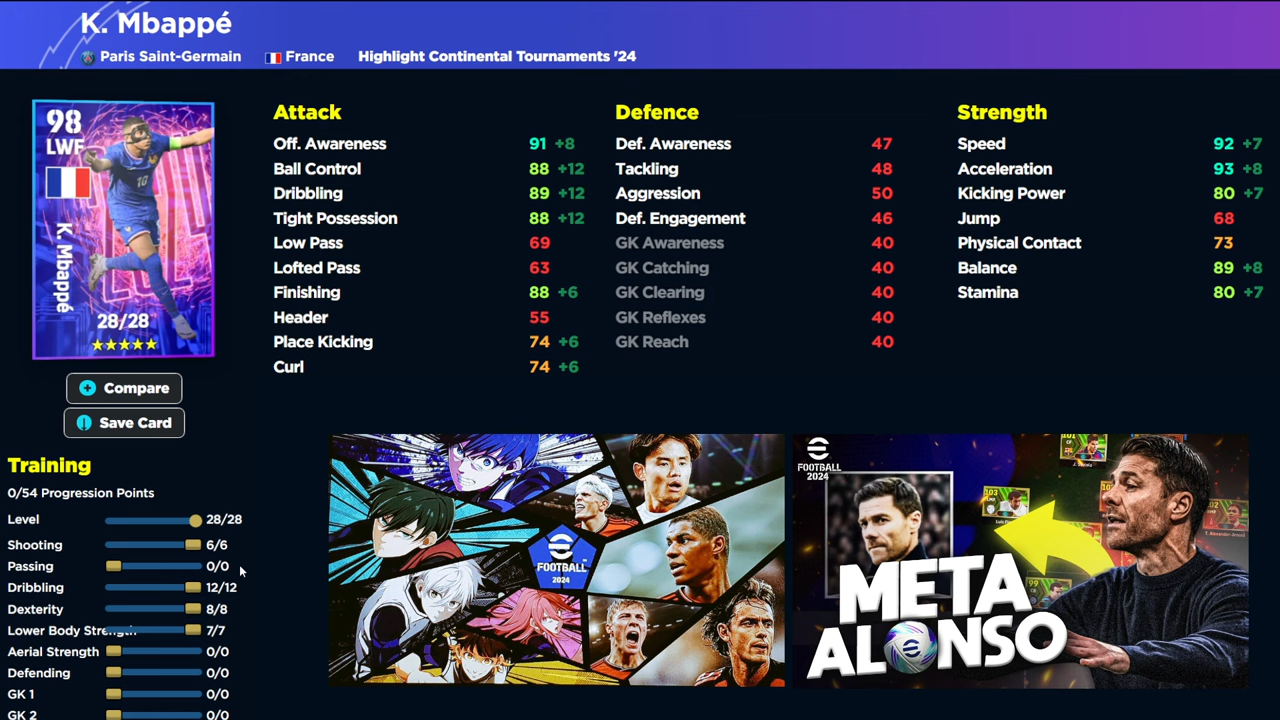 K. Mbappé
Paris Saint-Germain France Highlight Continental Tournaments '24
98
LWF
10
K. Mbappé
28/28
Compare
Save Card
Attack
Off. Awareness 91 +8
Ball Control 88 +12
Dribbling 89 +12
Tight Possession 88 +12
Low Pass 69
Lofted Pass 63
Finishing 88 +6
Header 55
Place Kicking 74 +6
Curl 74 +6
Defence
Def. Awareness 47
Tackling 48
Aggression 50
Def. Engagement 46
GK Awareness 40
GK Catching 40
GK Clearing 40
GK Reflexes 40
GK Reach 40
Strength
Speed 92 +7
Acceleration 93 +8
Kicking Power 80 +7
Jump 68
Physical Contact 73
Balance 89 +8
Stamina 80 +7
Training
0/54 Progression Points
Level 28/28
Shooting 6/6
Passing 0/0
Dribbling 12/12
Dexterity 8/8
Lower Body Strength 7/7
Aerial Strength 0/0
Defending 0/0
GK 1 0/0
GK 2 0/0
FOOTBALL
2024
FOOTBALL
2024
103
99
META
ALONSO